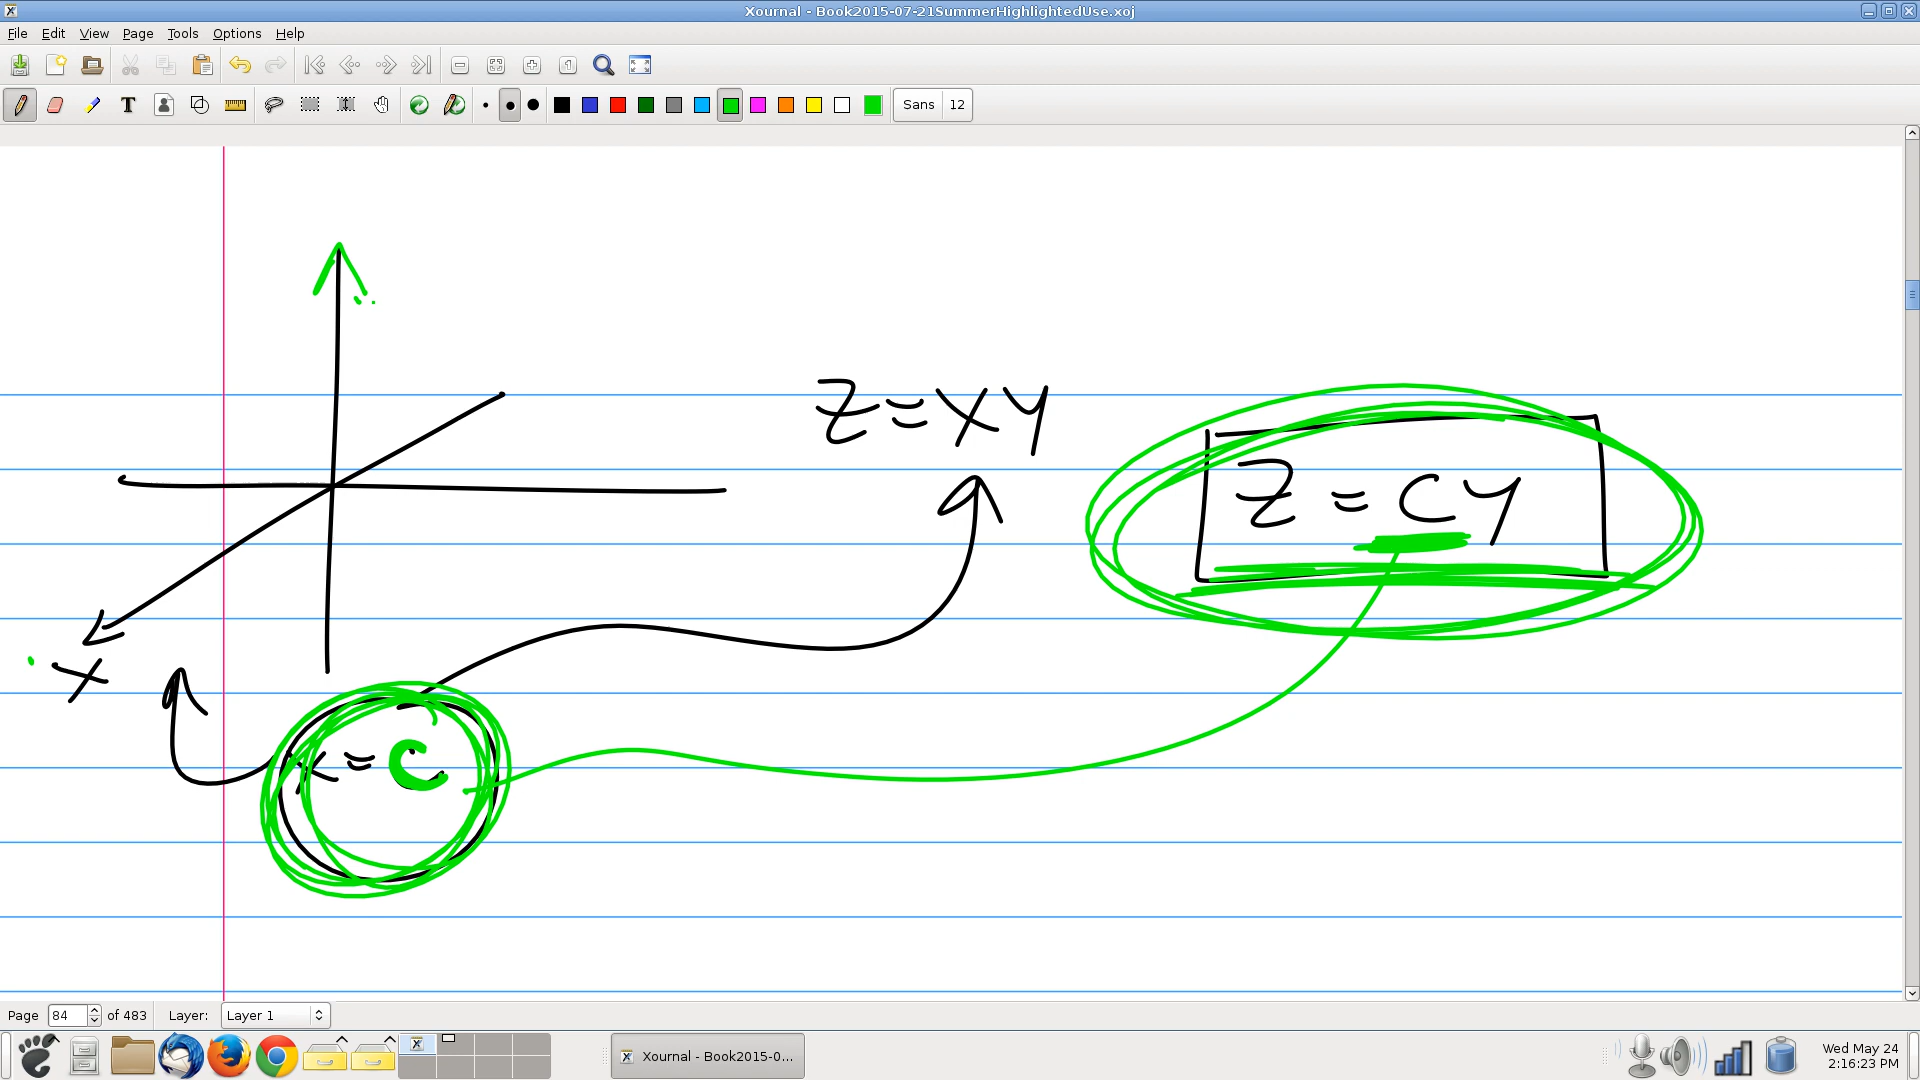 Xournal - Book2015-07-21SummerHighlightedUse.xoj
File Edit View Page Tools Options Help
Sans 12
Z=XY
Z = CY
X
X = C
Page 84 of 483 Layer: Layer 1
Xournal - Book2015-0...
Wed May 24
2:16:23 PM